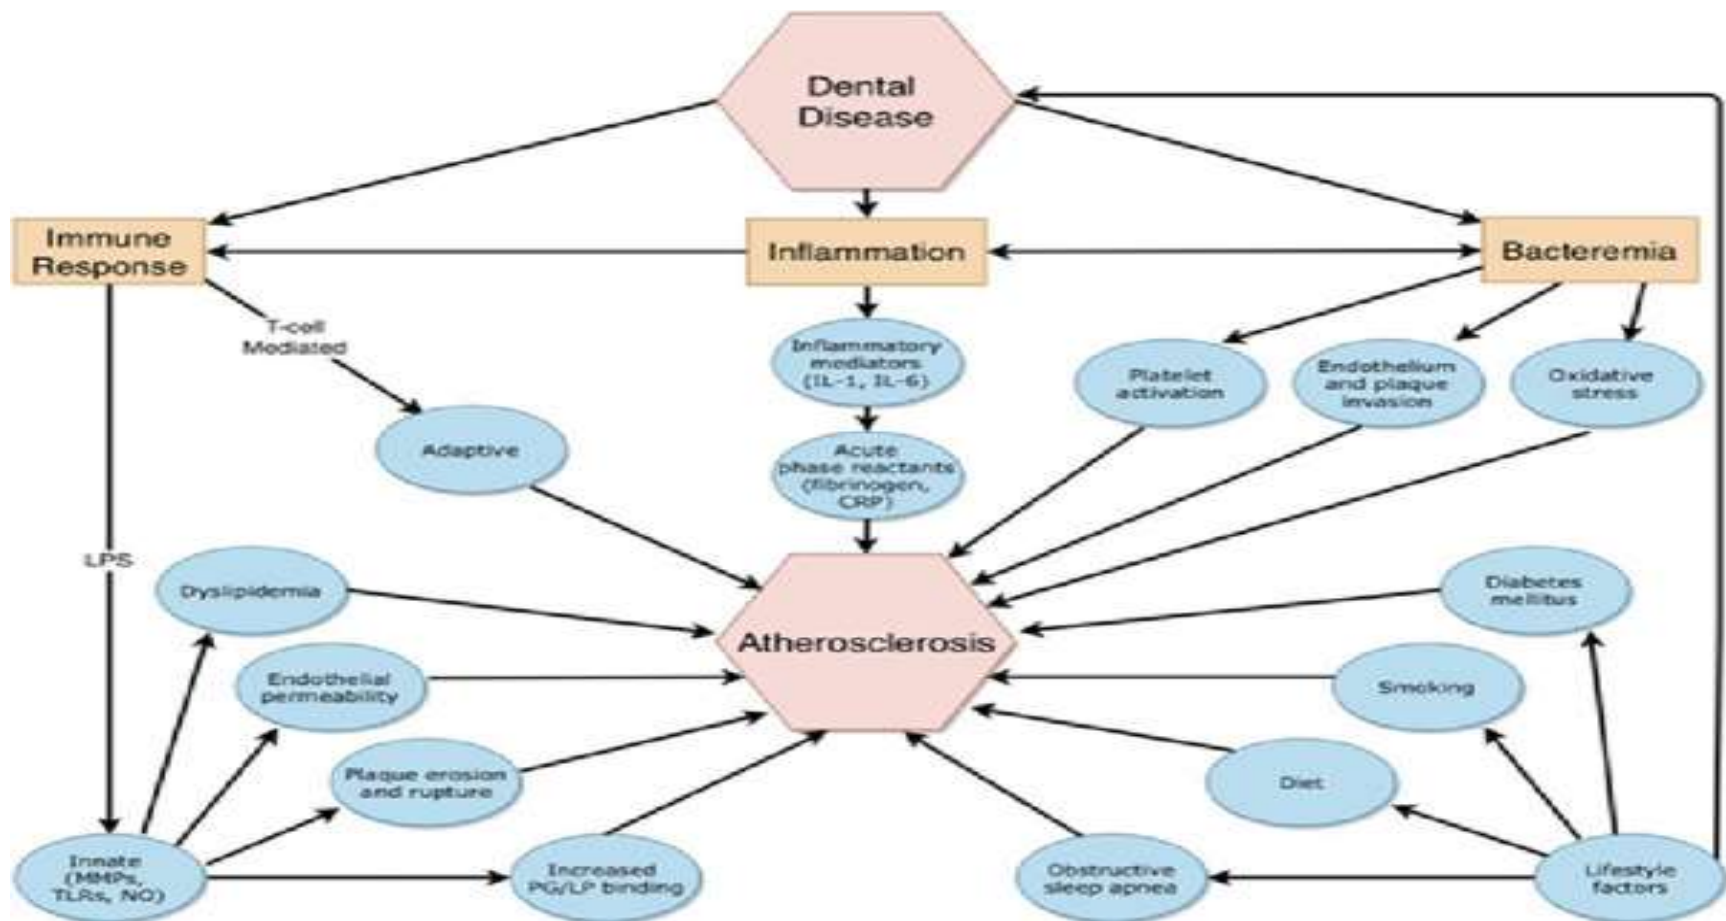 Dental
Disease
Immune
Response
Inflammation
Bacteremia
T-cell
Mediated
Inflammatory
mediators
(IL-1, IL-6)
Platelet
activation
Endothelium
and plaque
invasion
Oxidative
stress
Adaptive
Acute
phase reactants
(fibrinogen,
CRP)
LPS
Dyslipidemia
Diabetes
mellitus
Atherosclerosis
Endothelial
permeability
Smoking
Plaque erosion
and rupture
Diet
Innate
(MMPs,
TLRs, NO)
Increased
PG/LP binding
Obstructive
sleep apnea
Lifestyle
factors